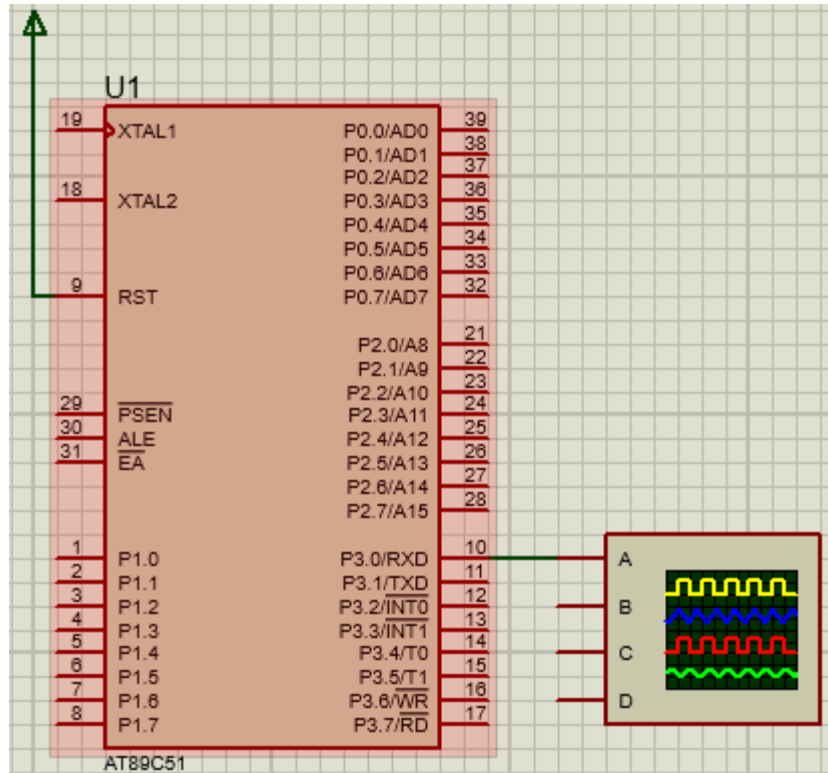 U1
19 XTAL1
18 XTAL2
9 RST
29 PSEN
30 ALE
31 EA
1 P1.0
2 P1.1
3 P1.2
4 P1.3
5 P1.4
6 P1.5
7 P1.6
8 P1.7
P0.0/AD0 39
P0.1/AD1 38
P0.2/AD2 37
P0.3/AD3 36
P0.4/AD4 35
P0.5/AD5 34
P0.6/AD6 33
P0.7/AD7 32
P2.0/A8 21
P2.1/A9 22
P2.2/A10 23
P2.3/A11 24
P2.4/A12 25
P2.5/A13 26
P2.6/A14 27
P2.7/A15 28
P3.0/RXD 10
P3.1/TXD 11
P3.2/INT0 12
P3.3/INT1 13
P3.4/T0 14
P3.5/T1 15
P3.6/WR 16
P3.7/RD 17
AT89C51
A
B
C
D